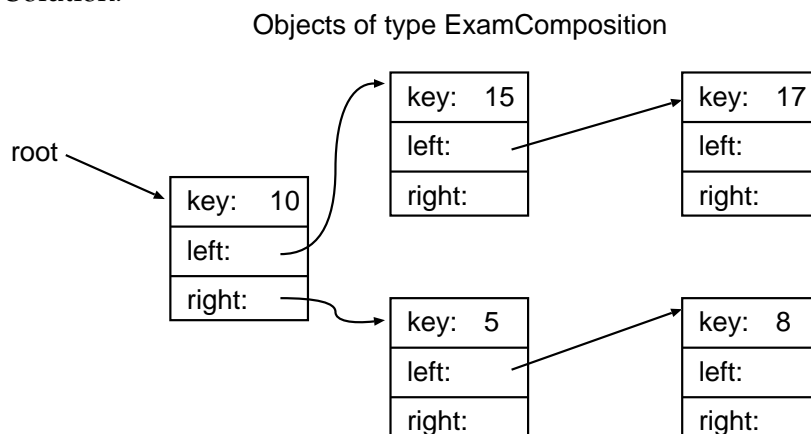 Objects of type ExamComposition
root
key: 10
left:
right:
key: 15
left:
right:
key: 17
left:
right:
key: 5
left:
right:
key: 8
left:
right: